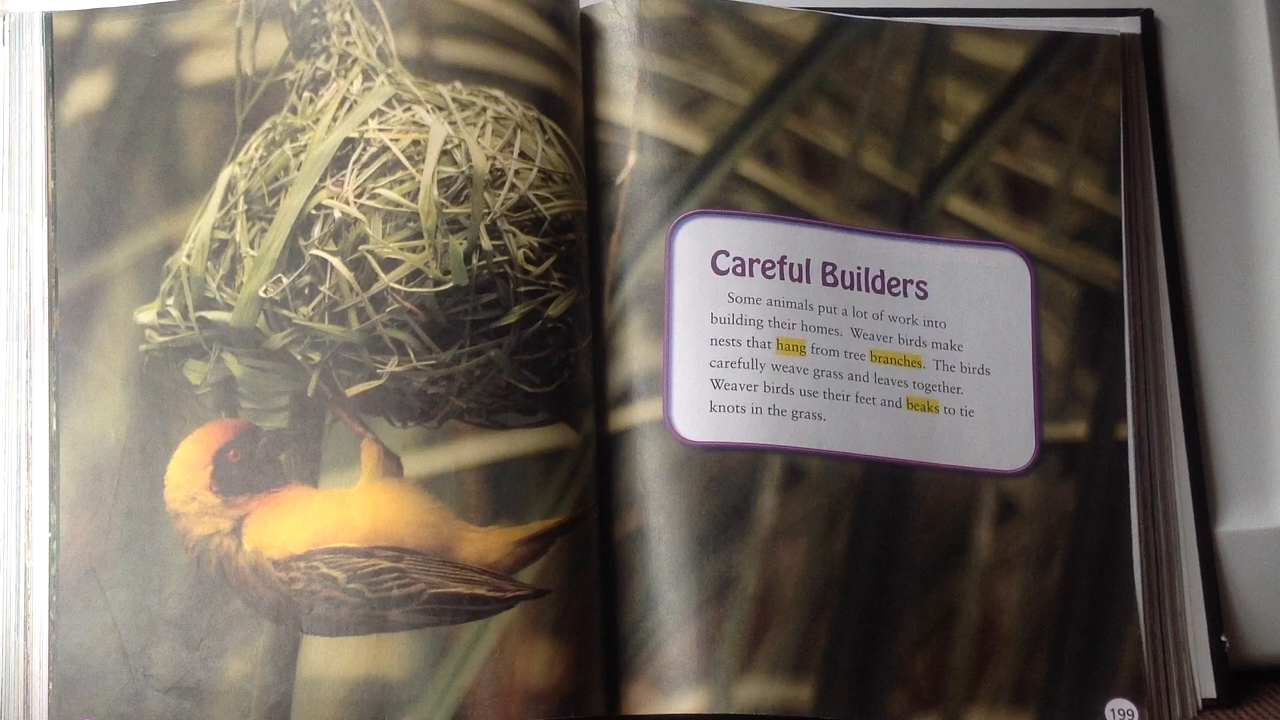 Careful Builders
Some animals put a lot of work into
building their homes. Weaver birds make
nests that hang from tree branches. The birds
carefully weave grass and leaves together.
Weaver birds use their feet and beaks to tie
knots in the grass.
199